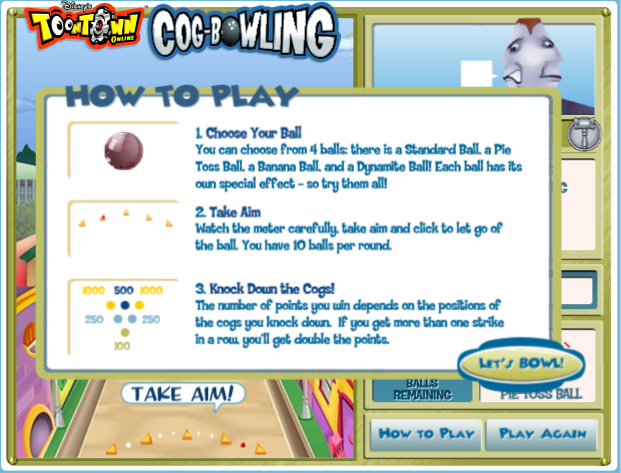 Disney's
TOONTOWN
ONLINE
COG-BOWLING
HOW TO PLAY
1. Choose Your Ball
You can choose from 4 balls: there is a Standard Ball, a Pie
Toss Ball, a Banana Ball, and a Dynamite Ball! Each ball has its
own special effect - so try them all!
2. Take Aim
Watch the meter carefully, take aim and click to let go of
the ball. You have 10 balls per round.
1000 500 1000
250 250
100
3. Knock Down the Cogs!
The number of points you win depends on the positions of
the cogs you knock down. If you get more than one strike
in a row, you'll get double the points.
LET'S BOWL!
TAKE AIM!
BALLS
REMAINING
PIE TOSS BALL
HOW TO PLAY
PLAY AGAIN